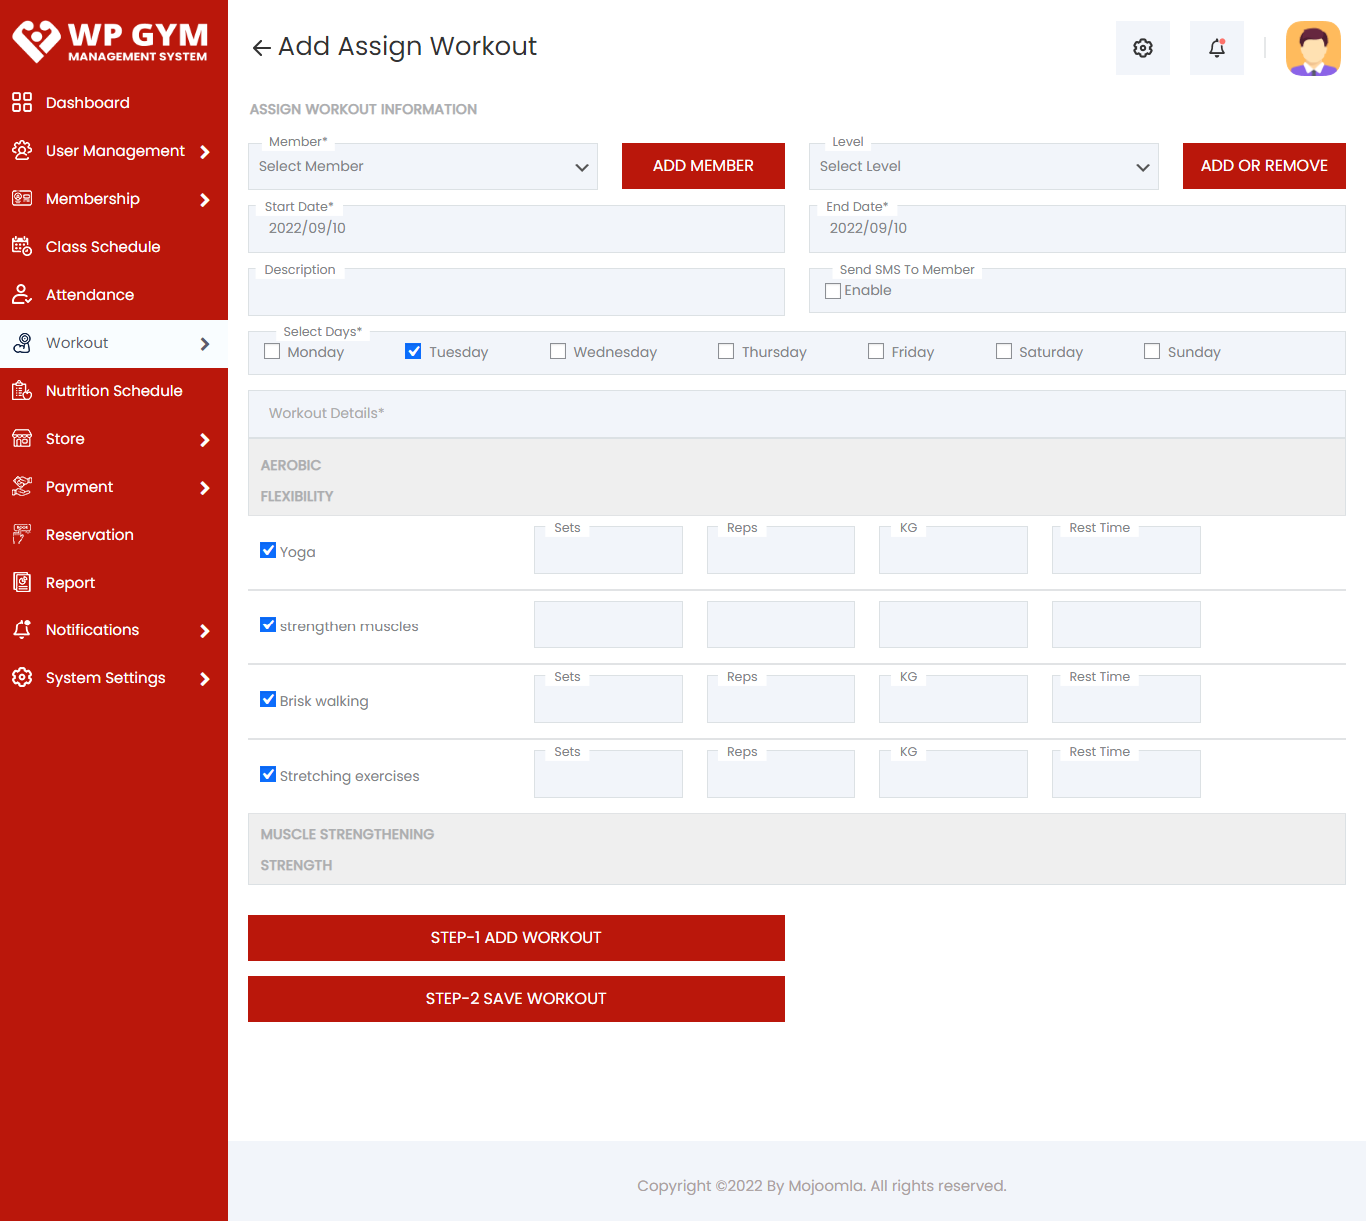 WP GYM
MANAGEMENT SYSTEM
Dashboard
User Management
Membership
Class Schedule
Attendance
Workout
Nutrition Schedule
Store
Payment
Reservation
Report
Notifications
System Settings
Add Assign Workout
ASSIGN WORKOUT INFORMATION
Member*
Select Member
ADD MEMBER
Level
Select Level
ADD OR REMOVE
Start Date*
2022/09/10
End Date*
2022/09/10
Description
Send SMS To Member
Enable
Select Days*
Monday Tuesday Wednesday Thursday Friday Saturday Sunday
Workout Details*
AEROBIC
FLEXIBILITY
Sets Reps KG Rest Time
Yoga
strengthen muscles
Sets Reps KG Rest Time
Brisk walking
Sets Reps KG Rest Time
Stretching exercises
MUSCLE STRENGTHENING
STRENGTH
STEP-1 ADD WORKOUT
STEP-2 SAVE WORKOUT
Copyright ©2022 By Mojoomla. All rights reserved.